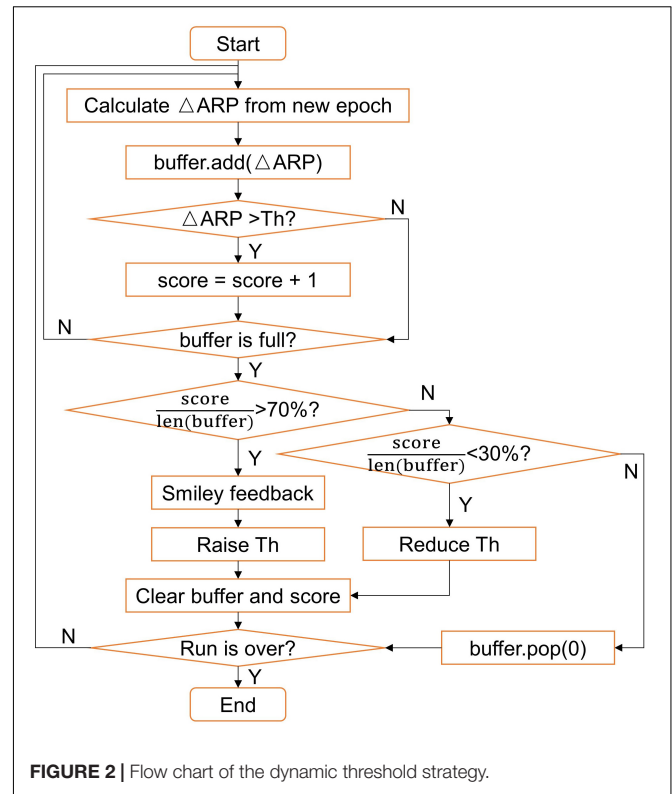 Start
Calculate △ARP from new epoch
buffer.add(△ARP)
△ARP >Th?
N
Y
score = score + 1
N
buffer is full?
Y
score
len(buffer)
>70%?
N
Y
score
len(buffer)
<30%?
N
Y
Smiley feedback
Raise Th
Reduce Th
Clear buffer and score
N
Run is over?
buffer.pop(0)
Y
End
FIGURE 2 | Flow chart of the dynamic threshold strategy.